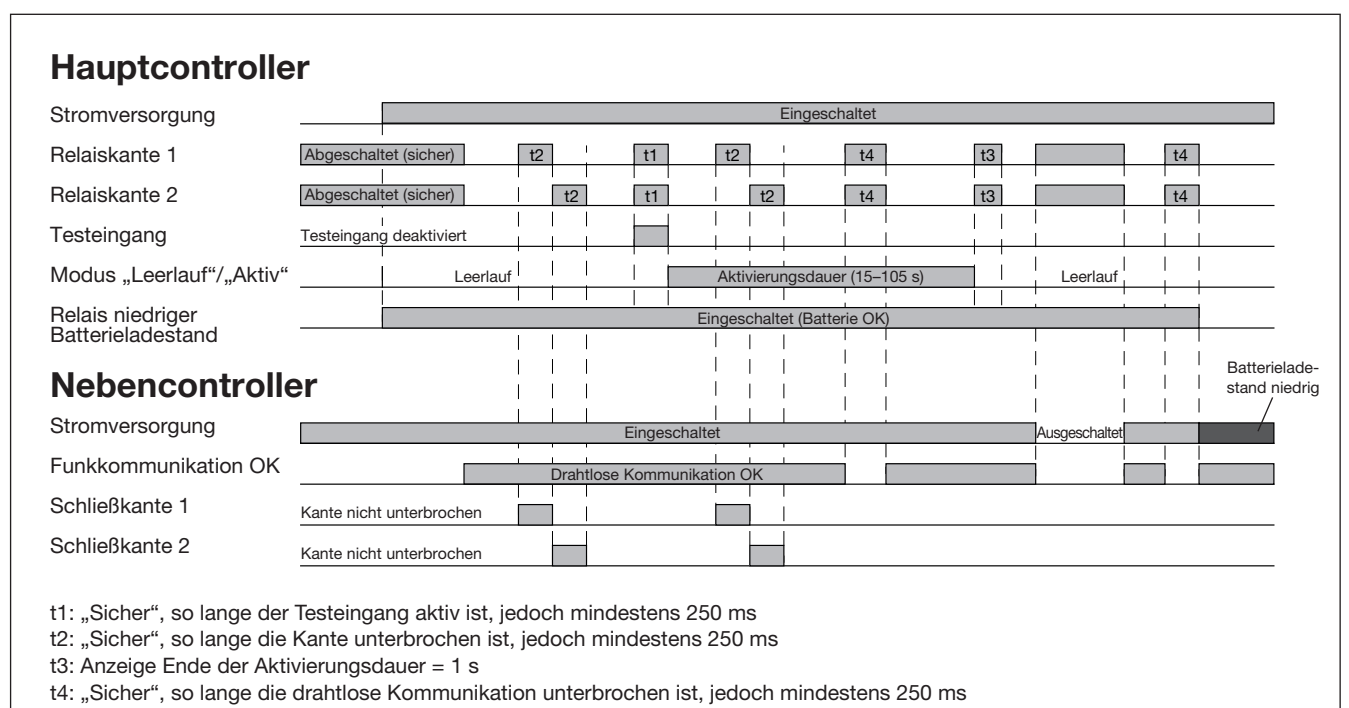 Hauptcontroller
Stromversorgung
Eingeschaltet
Relaiskante 1
Abgeschaltet (sicher)
t2
t1
t2
t4
t3
t4
Relaiskante 2
Abgeschaltet (sicher)
t2
t1
t2
t4
t3
t4
Testeingang
Testeingang deaktiviert
Modus „Leerlauf“/„Aktiv“
Leerlauf
Aktivierungsdauer (15–105 s)
Leerlauf
Relais niedriger
Batterieladestand
Eingeschaltet (Batterie OK)
Nebencontroller
Batterielade-
stand niedrig
Stromversorgung
Eingeschaltet
Ausgeschaltet
Funkkommunikation OK
Drahtlose Kommunikation OK
Schließkante 1
Kante nicht unterbrochen
Schließkante 2
Kante nicht unterbrochen
t1: „Sicher“, so lange der Testeingang aktiv ist, jedoch mindestens 250 ms
t2: „Sicher“, so lange die Kante unterbrochen ist, jedoch mindestens 250 ms
t3: Anzeige Ende der Aktivierungsdauer = 1 s
t4: „Sicher“, so lange die drahtlose Kommunikation unterbrochen ist, jedoch mindestens 250 ms